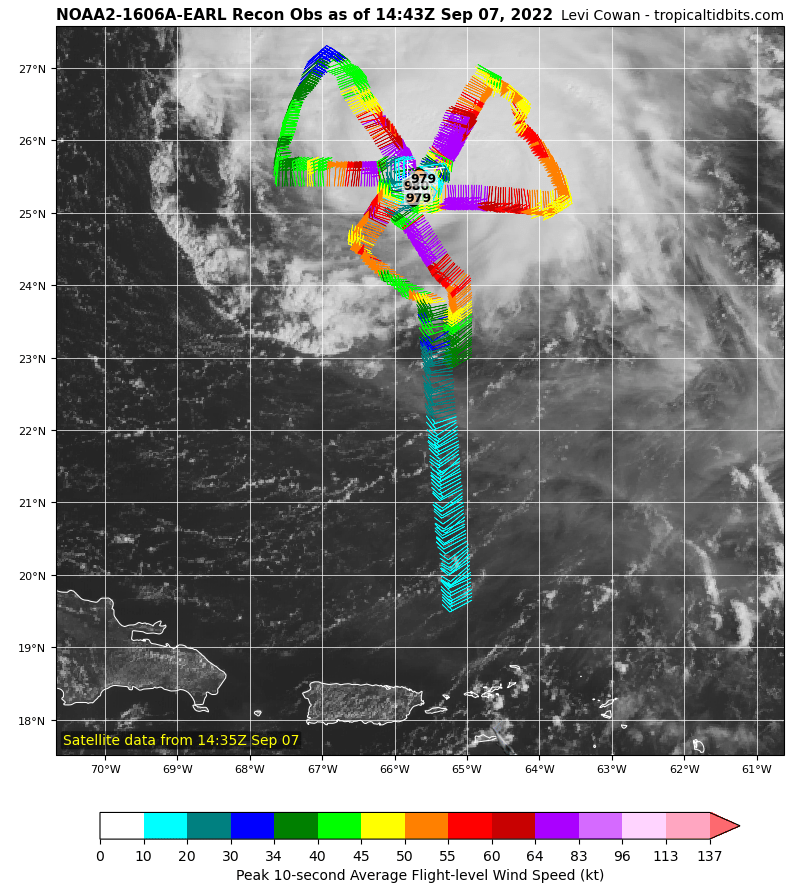 NOAA2-1606A-EARL Recon Obs as of 14:43Z Sep 07, 2022 Levi Cowan - tropicaltidbits.com
27°N
26°N
979
980
979
25°N
24°N
23°N
22°N
21°N
20°N
19°N
18°N
Satellite data from 14:35Z Sep 07
70°W 69°W 68°W 67°W 66°W 65°W 64°W 63°W 62°W 61°W
0 10 20 30 34 40 45 50 55 60 64 83 96 113 137
Peak 10-second Average Flight-level Wind Speed (kt)